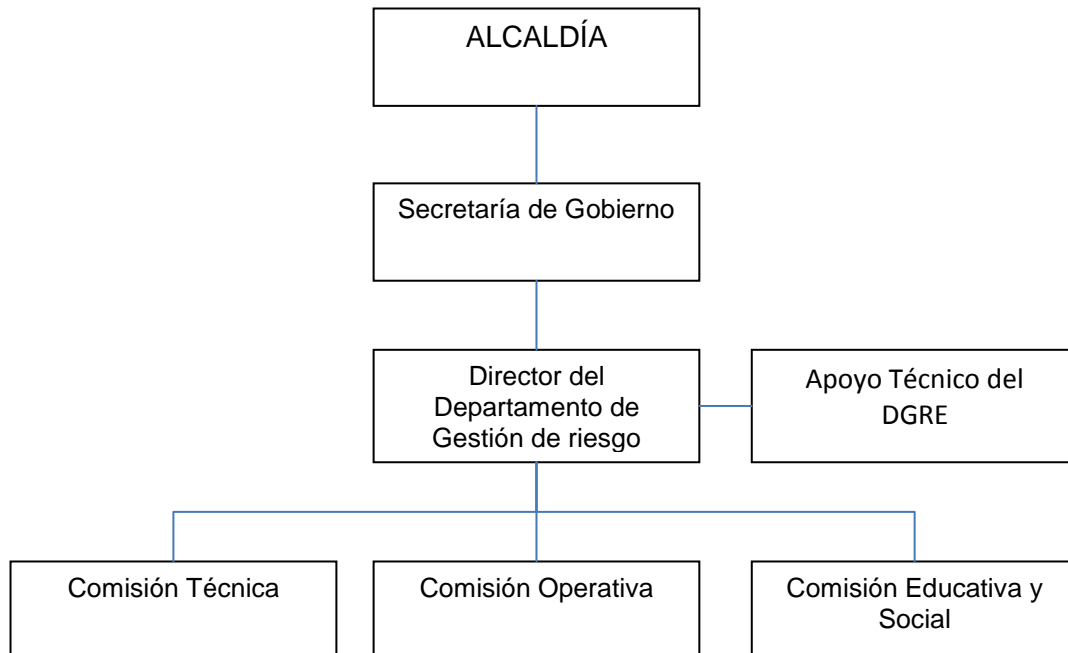 ALCALDÍA
Secretaría de Gobierno
Director del
Departamento de
Gestión de riesgo
Apoyo Técnico del
DGRE
Comisión Técnica
Comisión Operativa
Comisión Educativa y
Social